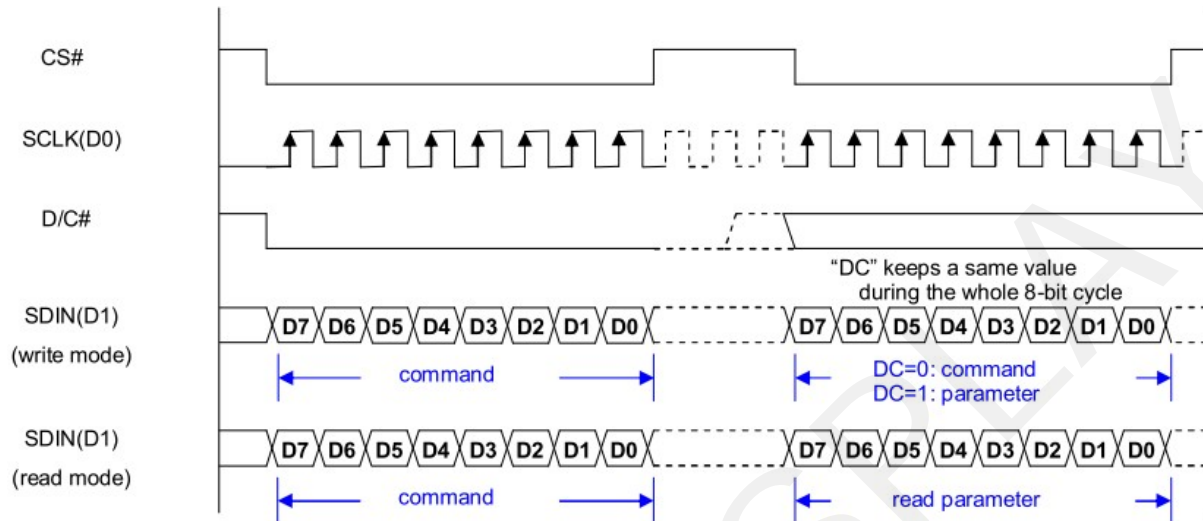 CS#
SCLK(D0)
D/C#
“DC” keeps a same value
during the whole 8-bit cycle
SDIN(D1)
(write mode)
D7 D6 D5 D4 D3 D2 D1 D0 D7 D6 D5 D4 D3 D2 D1 D0
command
DC=0: command
DC=1: parameter
SDIN(D1)
(read mode)
D7 D6 D5 D4 D3 D2 D1 D0 D7 D6 D5 D4 D3 D2 D1 D0
command
read parameter
SPLAY